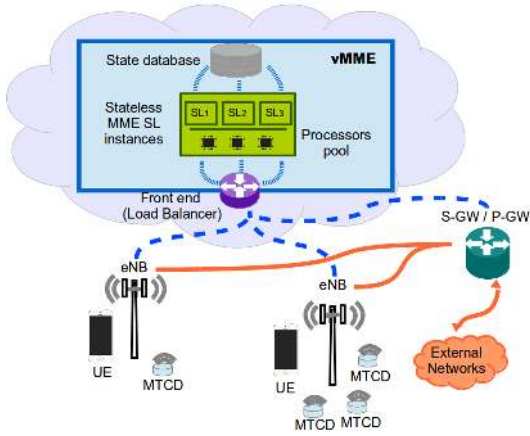 State database
vMME
Stateless
MME SL
instances
SL1
SL2
SL3
Processors
pool
Front end
(Load Balancer)
S-GW / P-GW
eNB
eNB
UE
MTCD
UE
MTCD
MTCD
MTCD
External
Networks